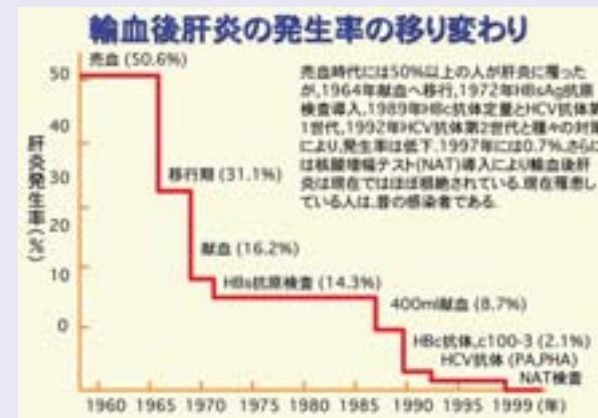 輸血後肝炎の発生率の移り変わり
売血 (50.6%)
売血時代には50%以上の人が肝炎に罹った
が,1964年献血へ移行,1972年HBsAg抗原
検査導入,1989年HBc抗体定量とHCV抗体第
1世代,1992年HCV抗体第2世代と種々の対策
により,発生率は低下,1997年には0.7%,さらに
は核酸増幅テスト(NAT)導入により輸血後肝
炎は現在ではほぼ根絶されている.現在罹患し
ている人は,昔の感染者である.
肝炎発生率(%)
50
40
30
20
10
0
移行期 (31.1%)
献血 (16.2%)
HBs抗原検査 (14.3%)
400ml献血 (8.7%)
HBc抗体,c100-3 (2.1%)
HCV抗体 (PA,PHA)
NAT検査
1960 1965 1970 1975 1980 1985 1990 1995 1999 (年)